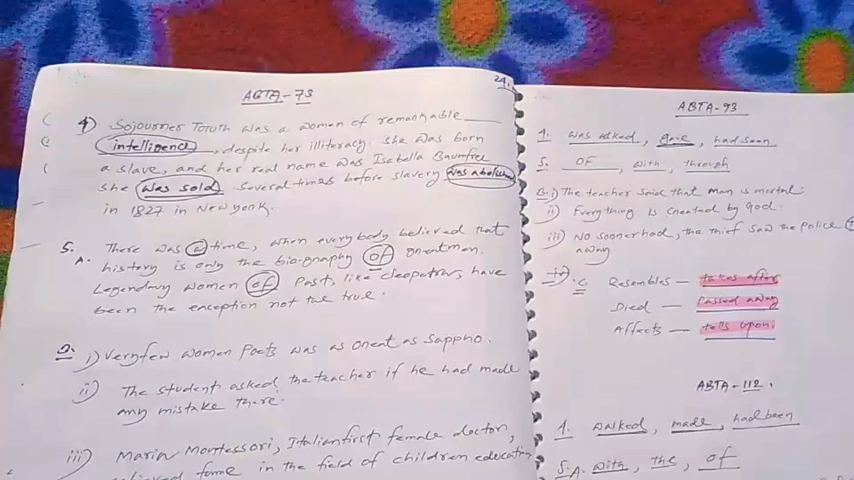 ABTA-73
24.
4) Sojourner Toruth was a women of remarkable
intelligence, despite her illiteracy. she was born
a slave, and her real name was Isabella Baumfree
she was sold several times before slavery was abolished
in 1827 in New york.
5. There was a time, when everybody believed that
A. history is only the biography of greatman.
Legendary women of past, like cleopatra, have
been the exception not the true.
B. i) Very few women poets was as great as Sappho.
ii) The student asked the teacher if he had made
any mistake there.
iii) Maria Montessori, Italian first female doctor,
fame in the field of children education
ABTA-93
4. was asked, gave, had seen
5. OF, with, through
i) The teacher said that man is mortal.
ii) Everything is created by God.
iii) No sooner had, the thief saw the police
away
C. Resembles - takes after
Died - passed away
Affects - tells upon.
ABTA-112.
4. walked, made, had been
5. A. with, the, of